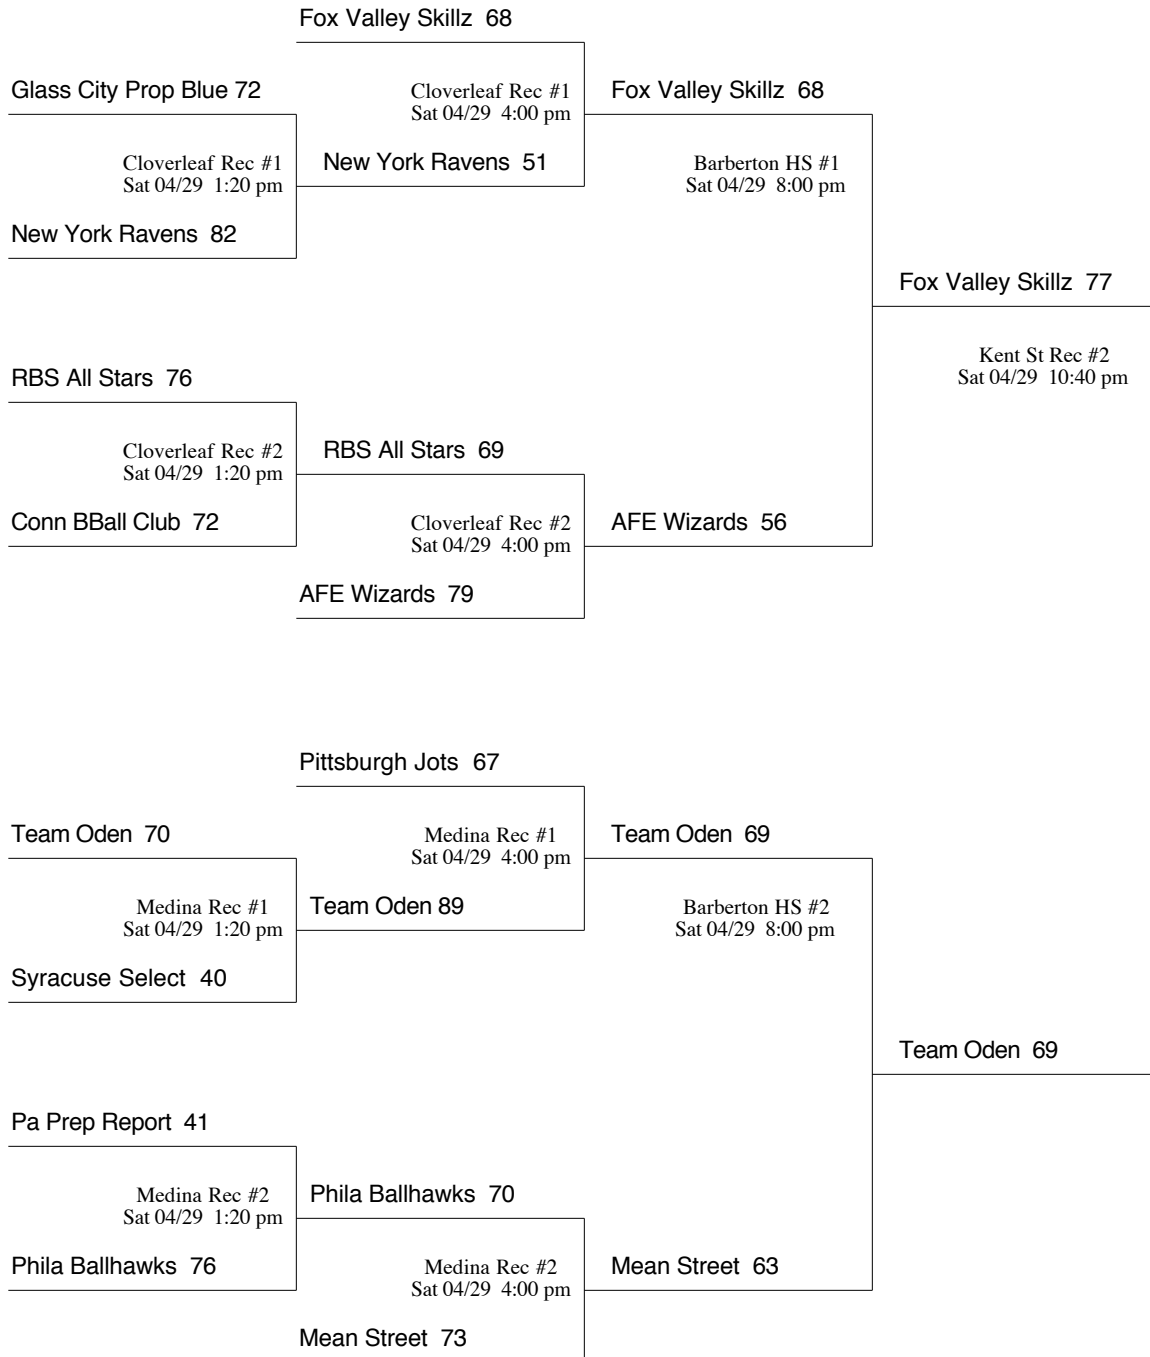 Fox Valley Skillz 68
Glass City Prop Blue 72
Cloverleaf Rec #1
Sat 04/29 4:00 pm
Fox Valley Skillz 68
Cloverleaf Rec #1
Sat 04/29 1:20 pm
New York Ravens 51
Barberton HS #1
Sat 04/29 8:00 pm
New York Ravens 82
Fox Valley Skillz 77
Kent St Rec #2
Sat 04/29 10:40 pm
RBS All Stars 76
Cloverleaf Rec #2
Sat 04/29 1:20 pm
RBS All Stars 69
Conn BBall Club 72
Cloverleaf Rec #2
Sat 04/29 4:00 pm
AFE Wizards 56
AFE Wizards 79
Pittsburgh Jots 67
Team Oden 70
Medina Rec #1
Sat 04/29 4:00 pm
Team Oden 69
Medina Rec #1
Sat 04/29 1:20 pm
Team Oden 89
Barberton HS #2
Sat 04/29 8:00 pm
Syracuse Select 40
Team Oden 69
Pa Prep Report 41
Medina Rec #2
Sat 04/29 1:20 pm
Phila Ballhawks 70
Phila Ballhawks 76
Medina Rec #2
Sat 04/29 4:00 pm
Mean Street 63
Mean Street 73